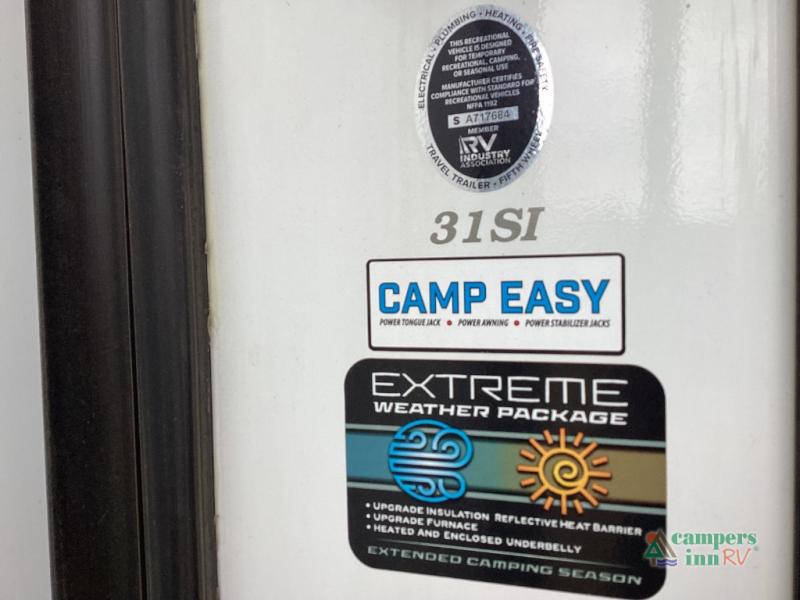 ELECTRICAL • PLUMBING • HEATING • FIRE SAFETY
THIS RECREATIONAL
VEHICLE IS DESIGNED
FOR TEMPORARY
RECREATIONAL, CAMPING,
OR SEASONAL USE
MANUFACTURER CERTIFIES
COMPLIANCE WITH STANDARD FOR
RECREATIONAL VEHICLES
NFPA 1192
S A717684
MEMBER
RV
INDUSTRY
ASSOCIATION
TRAVEL TRAILER • FIFTH WHEEL
31SI
CAMP EASY
POWER TONGUE JACK • POWER AWNING • POWER STABILIZER JACKS
EXTREME
WEATHER PACKAGE
• UPGRADE INSULATION REFLECTIVE HEAT BARRIER
• UPGRADE FURNACE
• HEATED AND ENCLOSED UNDERBELLY
EXTENDED CAMPING SEASON
campers
inn RV®